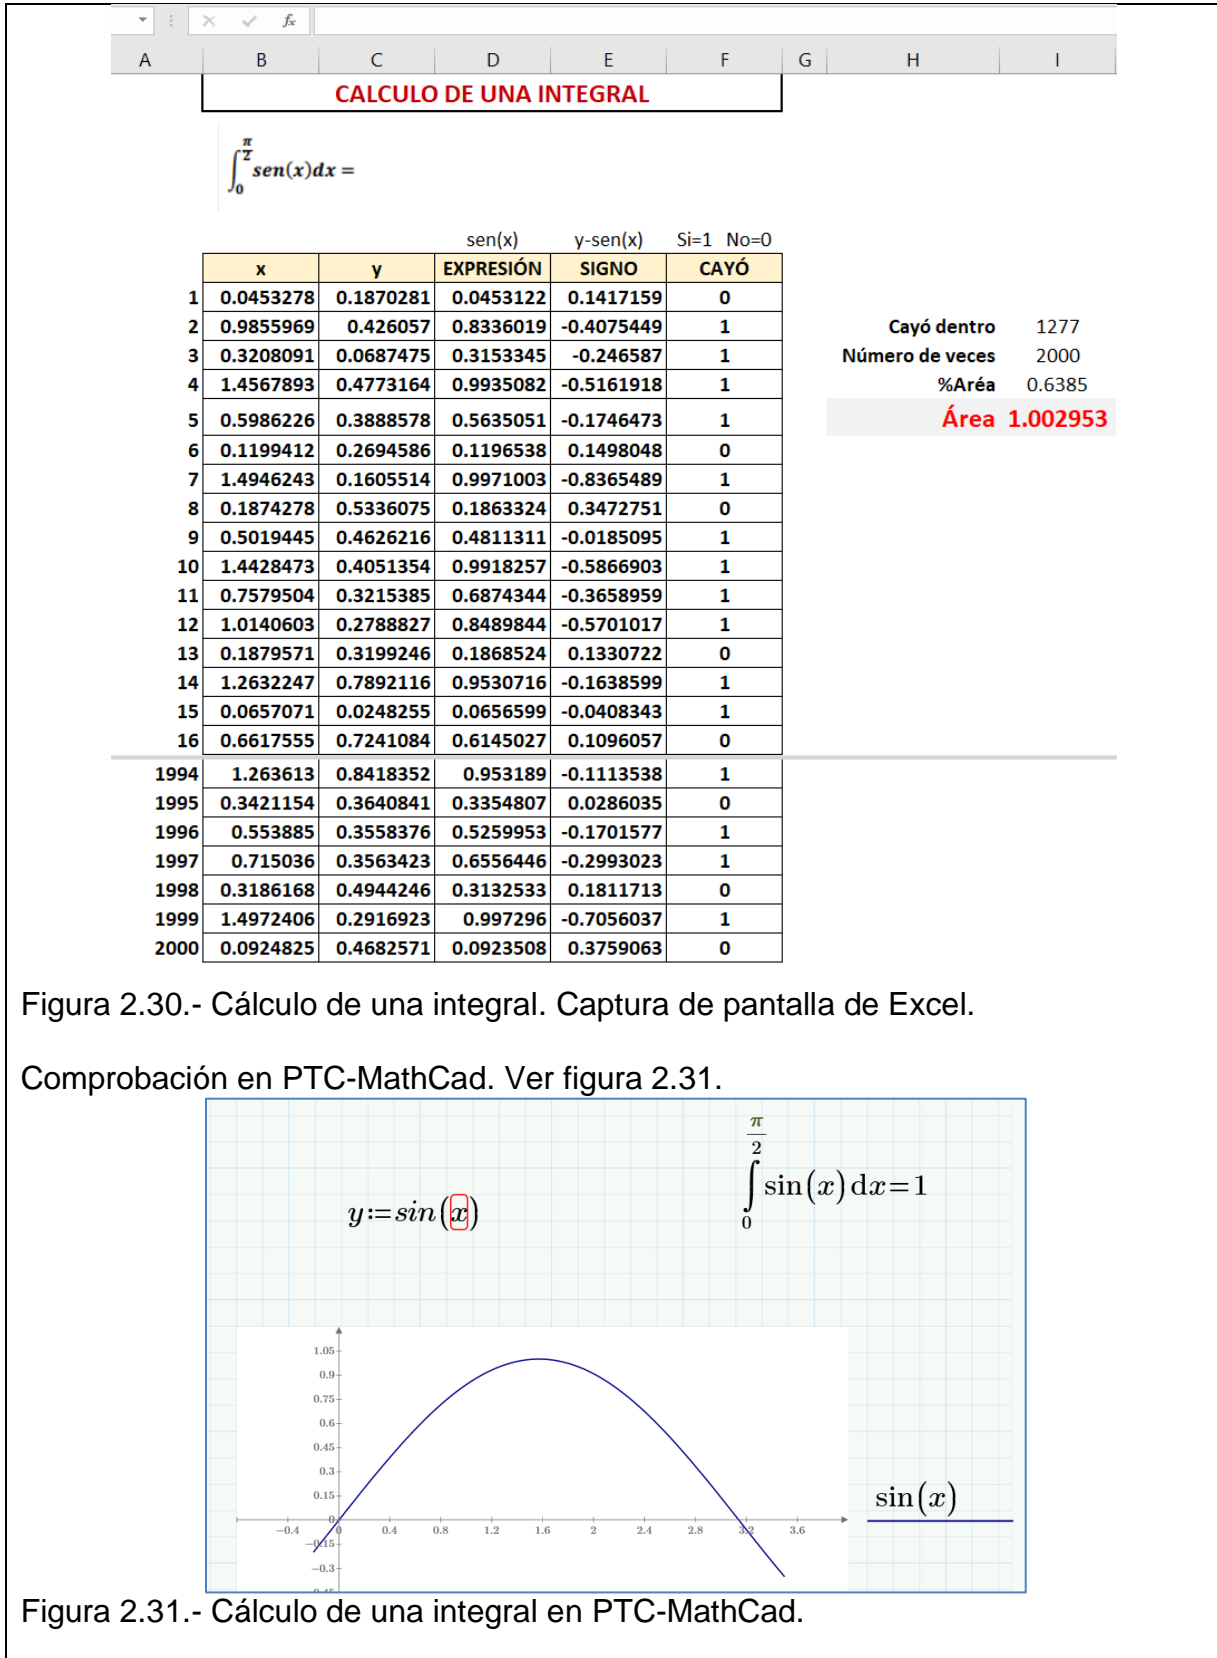 fx
A B C D E F G H I
CALCULO DE UNA INTEGRAL
∫₀^(π/2) sen(x)dx =
sen(x) y-sen(x) Si=1 No=0
x y EXPRESIÓN SIGNO CAYÓ
1 0.0453278 0.1870281 0.0453122 0.1417159 0
2 0.9855969 0.426057 0.8336019 -0.4075449 1 Cayó dentro 1277
3 0.3208091 0.0687475 0.3153345 -0.246587 1 Número de veces 2000
4 1.4567893 0.4773164 0.9935082 -0.5161918 1 %Aréa 0.6385
5 0.5986226 0.3888578 0.5635051 -0.1746473 1 Área 1.002953
6 0.1199412 0.2694586 0.1196538 0.1498048 0
7 1.4946243 0.1605514 0.9971003 -0.8365489 1
8 0.1874278 0.5336075 0.1863324 0.3472751 0
9 0.5019445 0.4626216 0.4811311 -0.0185095 1
10 1.4428473 0.4051354 0.9918257 -0.5866903 1
11 0.7579504 0.3215385 0.6874344 -0.3658959 1
12 1.0140603 0.2788827 0.8489844 -0.5701017 1
13 0.1879571 0.3199246 0.1868524 0.1330722 0
14 1.2632247 0.7892116 0.9530716 -0.1638599 1
15 0.0657071 0.0248255 0.0656599 -0.0408343 1
16 0.6617555 0.7241084 0.6145027 0.1096057 0
1994 1.263613 0.8418352 0.953189 -0.1113538 1
1995 0.3421154 0.3640841 0.3354807 0.0286035 0
1996 0.553885 0.3558376 0.5259953 -0.1701577 1
1997 0.715036 0.3563423 0.6556446 -0.2993023 1
1998 0.3186168 0.4944246 0.3132533 0.1811713 0
1999 1.4972406 0.2916923 0.997296 -0.7056037 1
2000 0.0924825 0.4682571 0.0923508 0.3759063 0
Figura 2.30.- Cálculo de una integral. Captura de pantalla de Excel.
Comprobación en PTC-MathCad. Ver figura 2.31.
y:=sin(x)
∫₀^(π/2) sin(x) dx=1
1.05
0.9
0.75
0.6
0.45
0.3
0.15
0
-0.15
-0.3
-0.45
-0.4 0 0.4 0.8 1.2 1.6 2 2.4 2.8 3.2 3.6
sin(x)
Figura 2.31.- Cálculo de una integral en PTC-MathCad.